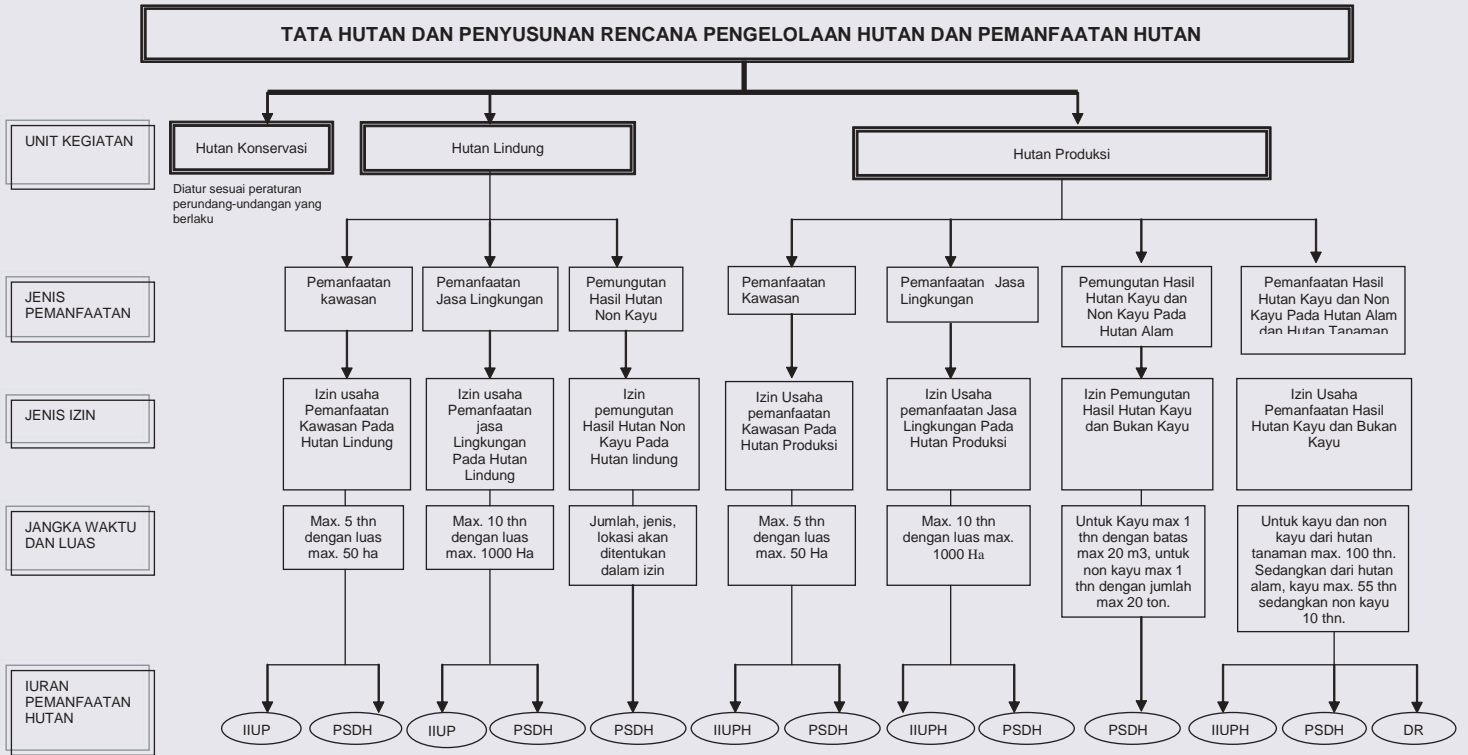 TATA HUTAN DAN PENYUSUNAN RENCANA PENGELOLAAN HUTAN DAN PEMANFAATAN HUTAN
UNIT KEGIATAN
Hutan Konservasi
Hutan Lindung
Hutan Produksi
Diatur sesuai peraturan
perundang-undangan yang
berlaku
JENIS
PEMANFAATAN
Pemanfaatan
kawasan
Pemanfaatan
Jasa Lingkungan
Pemungutan
Hasil Hutan
Non Kayu
Pemanfaatan
Kawasan
Pemanfaatan Jasa
Lingkungan
Pemungutan Hasil
Hutan Kayu dan
Non Kayu Pada
Hutan Alam
Pemanfaatan Hasil
Hutan Kayu dan Non
Kayu Pada Hutan Alam
dan Hutan Tanaman
JENIS IZIN
Izin usaha
Pemanfaatan
Kawasan Pada
Hutan Lindung
Izin usaha
Pemanfaatan
jasa
Lingkungan
Pada Hutan
Lindung
Izin
pemungutan
Hasil Hutan Non
Kayu Pada
Hutan lindung
Izin Usaha
pemanfaatan
Kawasan Pada
Hutan Produksi
Izin Usaha
pemanfaatan Jasa
Lingkungan Pada
Hutan Produksi
Izin Pemungutan
Hasil Hutan Kayu
dan Bukan Kayu
Izin Usaha
Pemanfaatan Hasil
Hutan Kayu dan Bukan
Kayu
JANGKA WAKTU
DAN LUAS
Max. 5 thn
dengan luas
max. 50 ha
Max. 10 thn
dengan luas
max. 1000 Ha
Jumlah, jenis,
lokasi akan
ditentukan
dalam izin
Max. 5 thn
dengan luas
max. 50 Ha
Max. 10 thn
dengan luas max.
1000 Ha
Untuk Kayu max 1
thn dengan batas
max 20 m3, untuk
non kayu max 1
thn dengan jumlah
max 20 ton.
Untuk kayu dan non
kayu dari hutan
tanaman max. 100 thn.
Sedangkan dari hutan
alam, kayu max. 55 thn
sedangkan non kayu
10 thn.
IURAN
PEMANFAATAN
HUTAN
IIUP
PSDH
IIUP
PSDH
PSDH
IIUPH
PSDH
IIUPH
PSDH
PSDH
IIUPH
PSDH
DR